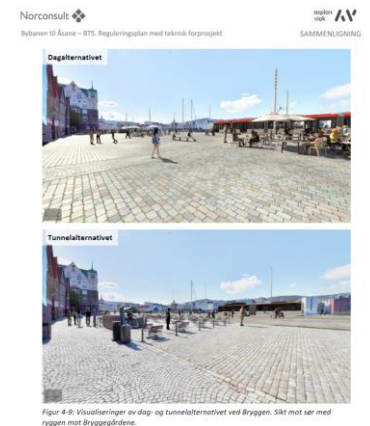 Norconsult
asplan
viak
Bybanen til Åsane – BT5. Reguleringsplan med teknisk forprosjekt
SAMMENLIGNING
Dagalternativet
Tunnelalternativet
Figur 4-9: Visualiseringer av dag- og tunnelalternativet ved Bryggen. Sikt mot sør med
ryggen mot Bryggegårdene.